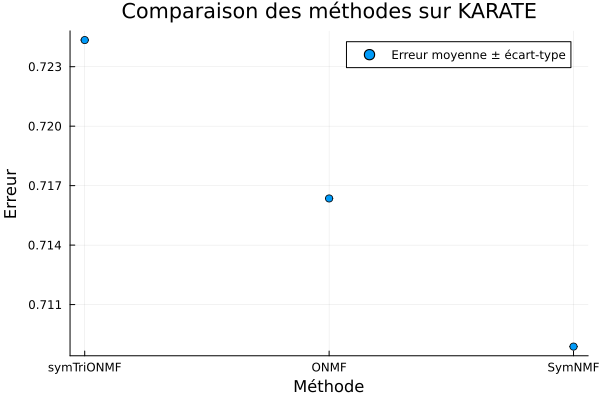 Comparaison des méthodes sur KARATE
Erreur moyenne ± écart-type
0.723
0.720
0.717
0.714
0.711
Erreur
symTriONMF ONMF SymNMF
Méthode